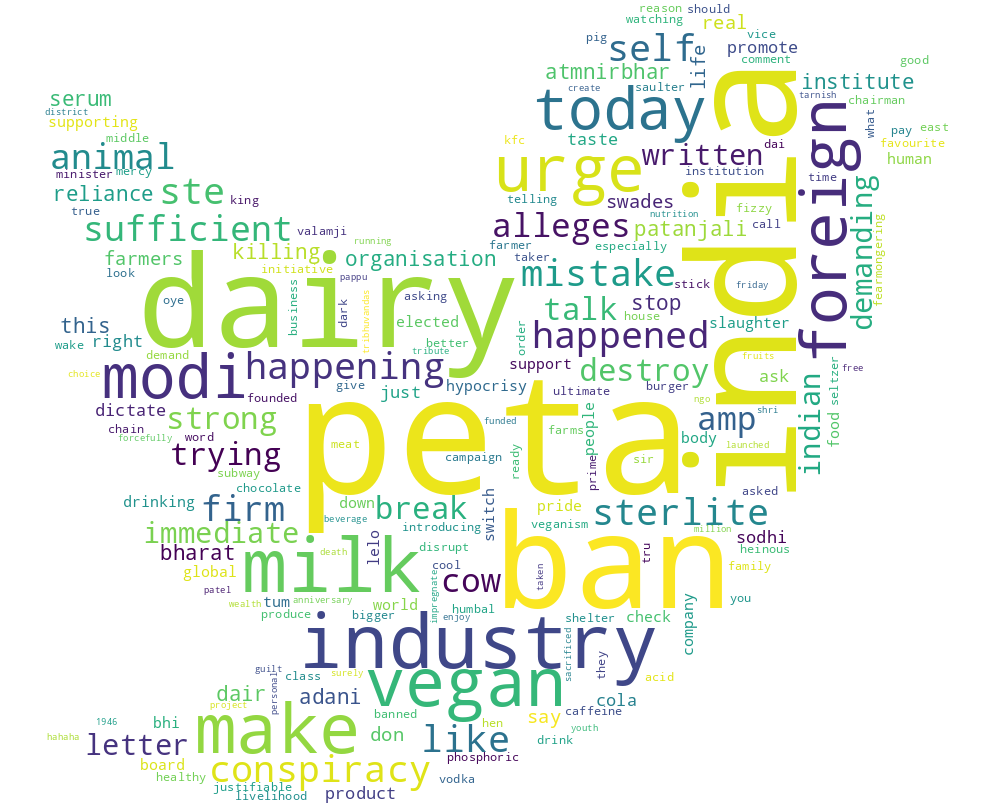 reason
should
watching
vice
real
pig
self
promote
comment
good
life
atmnirbhar
institute
serum
create
saulter
tarnish
chairman
district
today
india
foreign
what
pay
east
supporting
middle
kfc
taste
dai
favourite
animal
urge
written
human
minister
mercy
institution
time
reliance
ste
king
telling
swades
demanding
true
nutrition
fizzy
sufficient
valamji
alleges
patanjali
call
fearmongering
farmers
killing
running
organisation
farmer
especially
look
initiative
pappu
taker
mistake
stick
friday
oye
dairy
business
dark
asking
talk
house
stop
this
wake
right
tribhuvandas
elected
order
happened
slaughter
demand
tribute
better
support
destroy
fruits
free
choice
modi
happening
give
just
hypocrisy
ultimate
burger
ask
dictate
founded
funded
ngo
shri
amp
indian
food
seltzer
chain
strong
peta
farms
people
body
launched
forcefully
word
meat
ready
sir
trying
campaign
prime
subway
chocolate
switch
asked
drinking
firm
down
break
pride
sterlite
beverage
introducing
veganism
million
immediate
lelo
disrupt
ban
tru
sodhi
bharat
milk
death
heinous
global
cool
cow
taken
family
patel
wealth
tum
anniversary
world
impregnate
you
produce
bigger
humbal
enjoy
shelter
check
company
industry
sacrificed
they
guilt
class
surely
acid
dair
personal
adani
vegan
cola
project
1946
bhi
make
banned
don
hen
say
caffeine
hahaha
letter
like
drink
youth
board
conspiracy
phosphoric
healthy
vodka
justifiable
livelihood
product